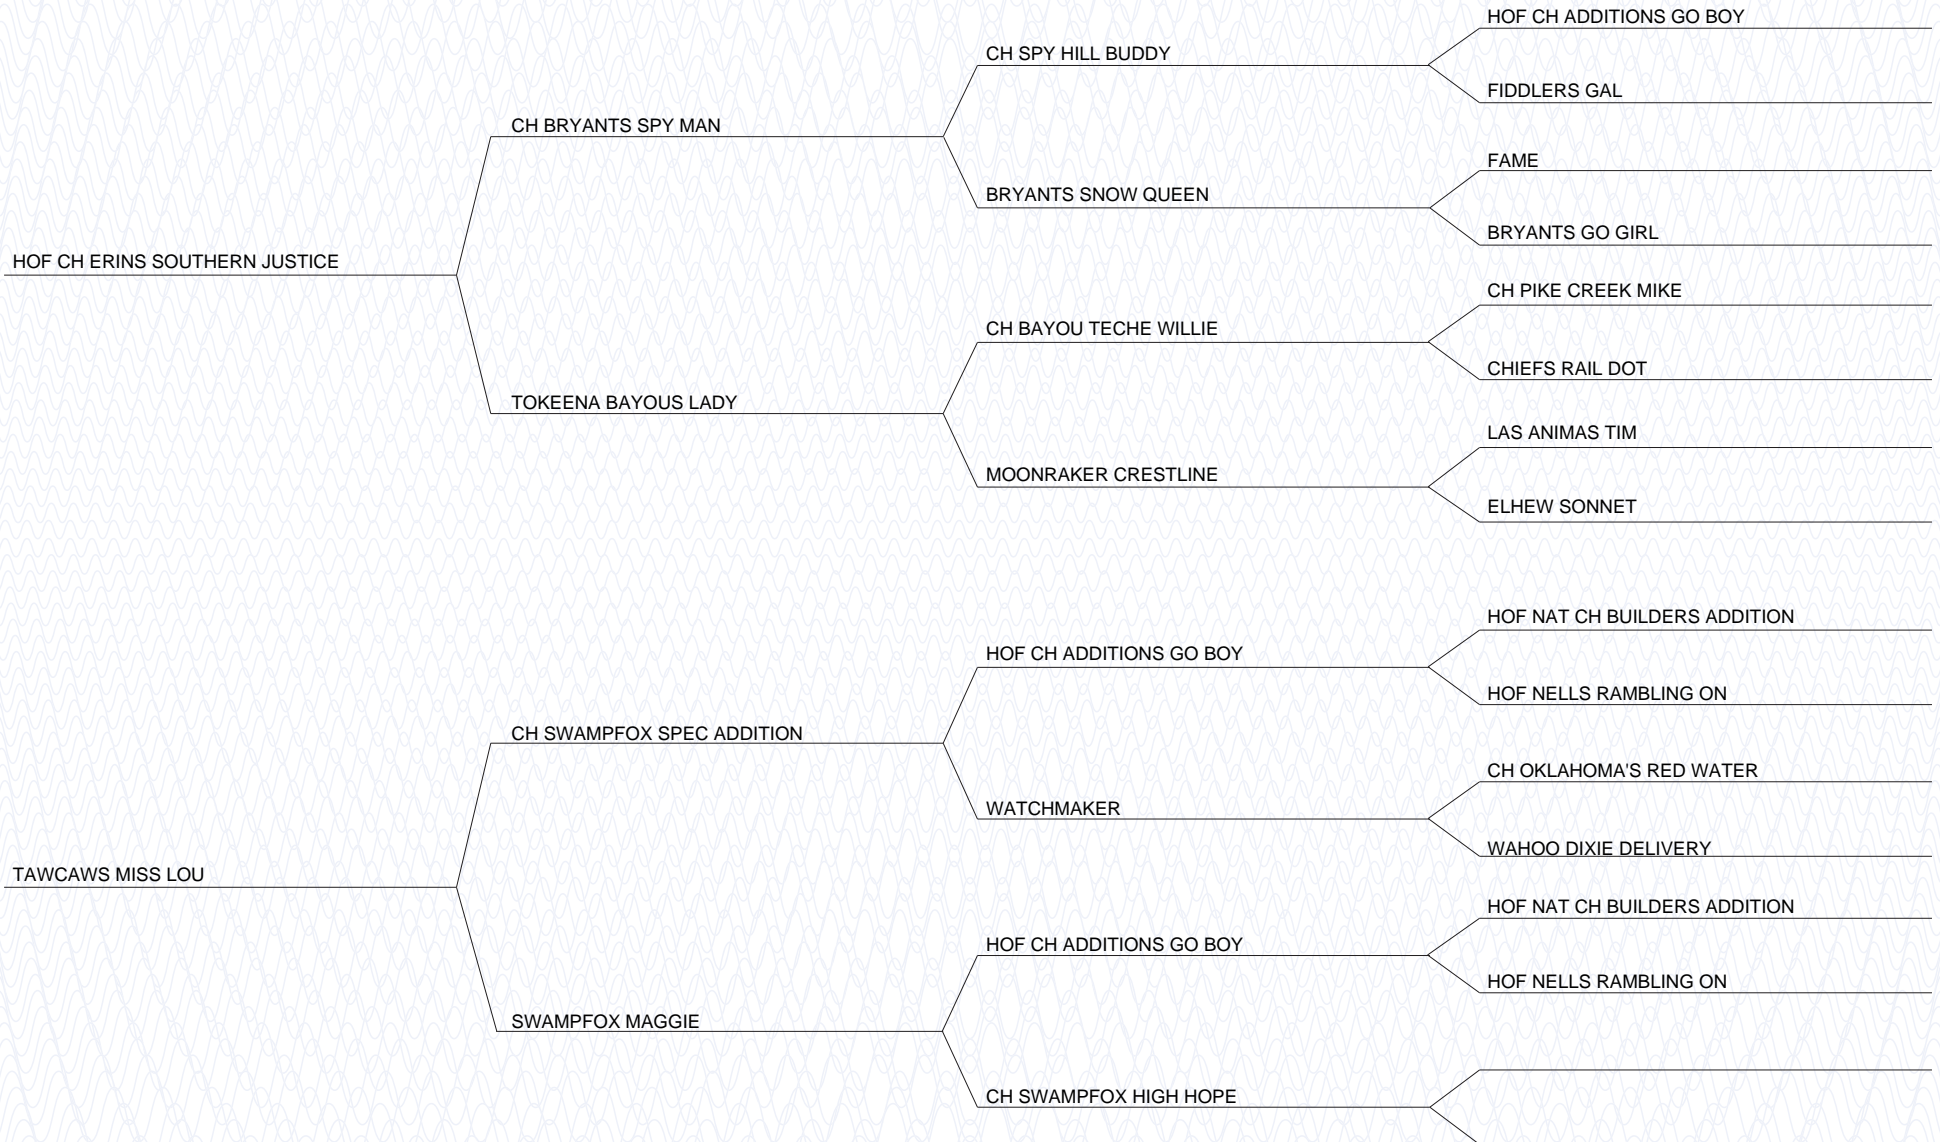 HOF CH ADDITIONS GO BOY
CH SPY HILL BUDDY
FIDDLERS GAL
CH BRYANTS SPY MAN
FAME
BRYANTS SNOW QUEEN
BRYANTS GO GIRL
HOF CH ERINS SOUTHERN JUSTICE
CH PIKE CREEK MIKE
CH BAYOU TECHE WILLIE
CHIEFS RAIL DOT
TOKEENA BAYOUS LADY
LAS ANIMAS TIM
MOONRAKER CRESTLINE
ELHEW SONNET
HOF NAT CH BUILDERS ADDITION
HOF CH ADDITIONS GO BOY
HOF NELLS RAMBLING ON
CH SWAMPFOX SPEC ADDITION
CH OKLAHOMA'S RED WATER
WATCHMAKER
WAHOO DIXIE DELIVERY
TAWCAWS MISS LOU
HOF NAT CH BUILDERS ADDITION
HOF CH ADDITIONS GO BOY
HOF NELLS RAMBLING ON
SWAMPFOX MAGGIE
CH SWAMPFOX HIGH HOPE